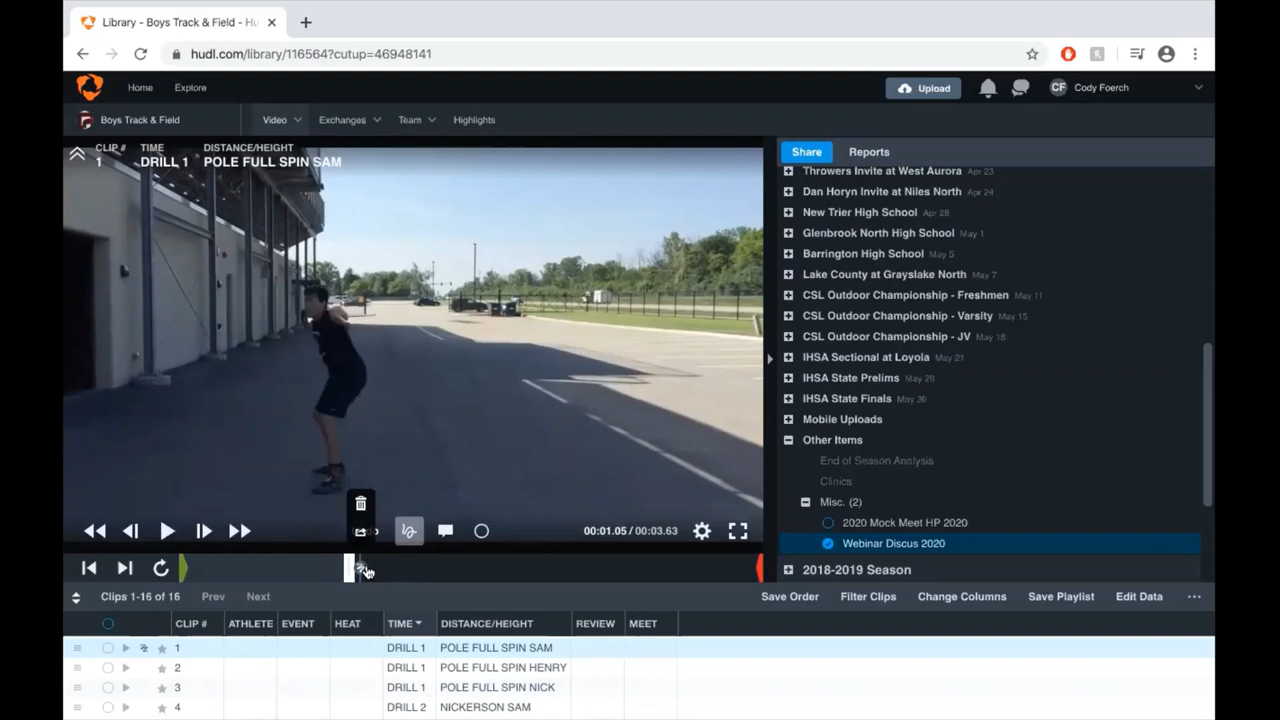 Library - Boys Track & Field - Hu
hudl.com/library/116564?cutup=46948141
Home Explore Upload CF Cody Foerch
Boys Track & Field Video Exchanges Team Highlights
CLIP # TIME DISTANCE/HEIGHT
1 DRILL 1 POLE FULL SPIN SAM
Share Reports
Throwers Invite at West Aurora Apr 23
Dan Horyn Invite at Niles North Apr 24
New Trier High School Apr 28
Glenbrook North High School May 1
Barrington High School May 5
Lake County at Grayslake North May 7
CSL Outdoor Championship - Freshmen May 11
CSL Outdoor Championship - Varsity May 15
CSL Outdoor Championship - JV May 18
IHSA Sectional at Loyola May 21
IHSA State Prelims May 29
IHSA State Finals May 30
Mobile Uploads
Other Items
End of Season Analysis
Clinics
Misc. (2)
2020 Mock Meet HP 2020
Webinar Discus 2020
2018-2019 Season
00:01.05 / 00:03.63
Clips 1-16 of 16 Prev Next Save Order Filter Clips Change Columns Save Playlist Edit Data
CLIP # ATHLETE EVENT HEAT TIME DISTANCE/HEIGHT REVIEW MEET
1 DRILL 1 POLE FULL SPIN SAM
2 DRILL 1 POLE FULL SPIN HENRY
3 DRILL 1 POLE FULL SPIN NICK
4 DRILL 2 NICKERSON SAM